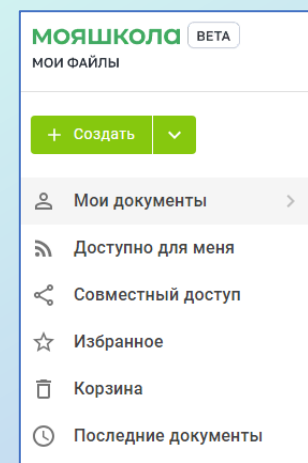 мояшкола BETA
МОИ ФАЙЛЫ
+ Создать
Мои документы
Доступно для меня
Совместный доступ
Избранное
Корзина
Последние документы